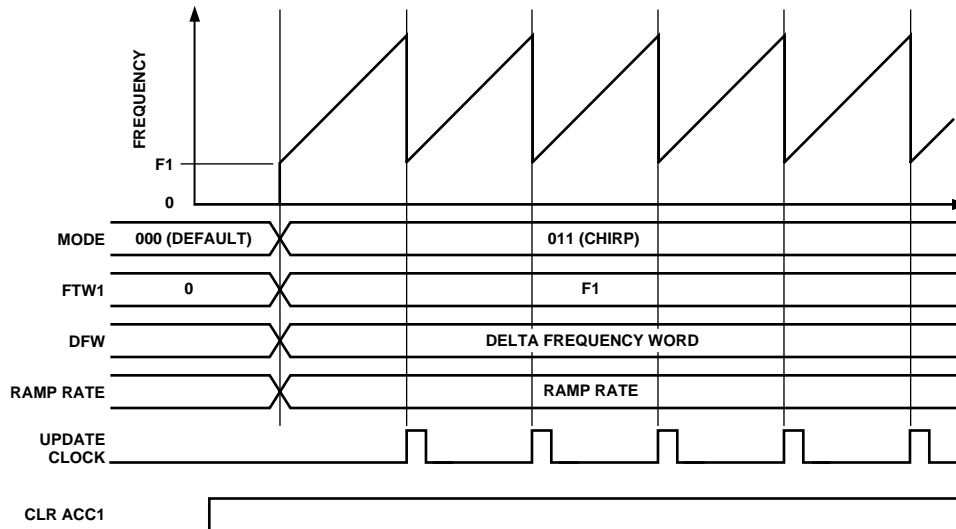 FREQUENCY
F1
0
MODE 000 (DEFAULT) 011 (CHIRP)
FTW1 0 F1
DFW DELTA FREQUENCY WORD
RAMP RATE RAMP RATE
UPDATE
CLOCK
CLR ACC1